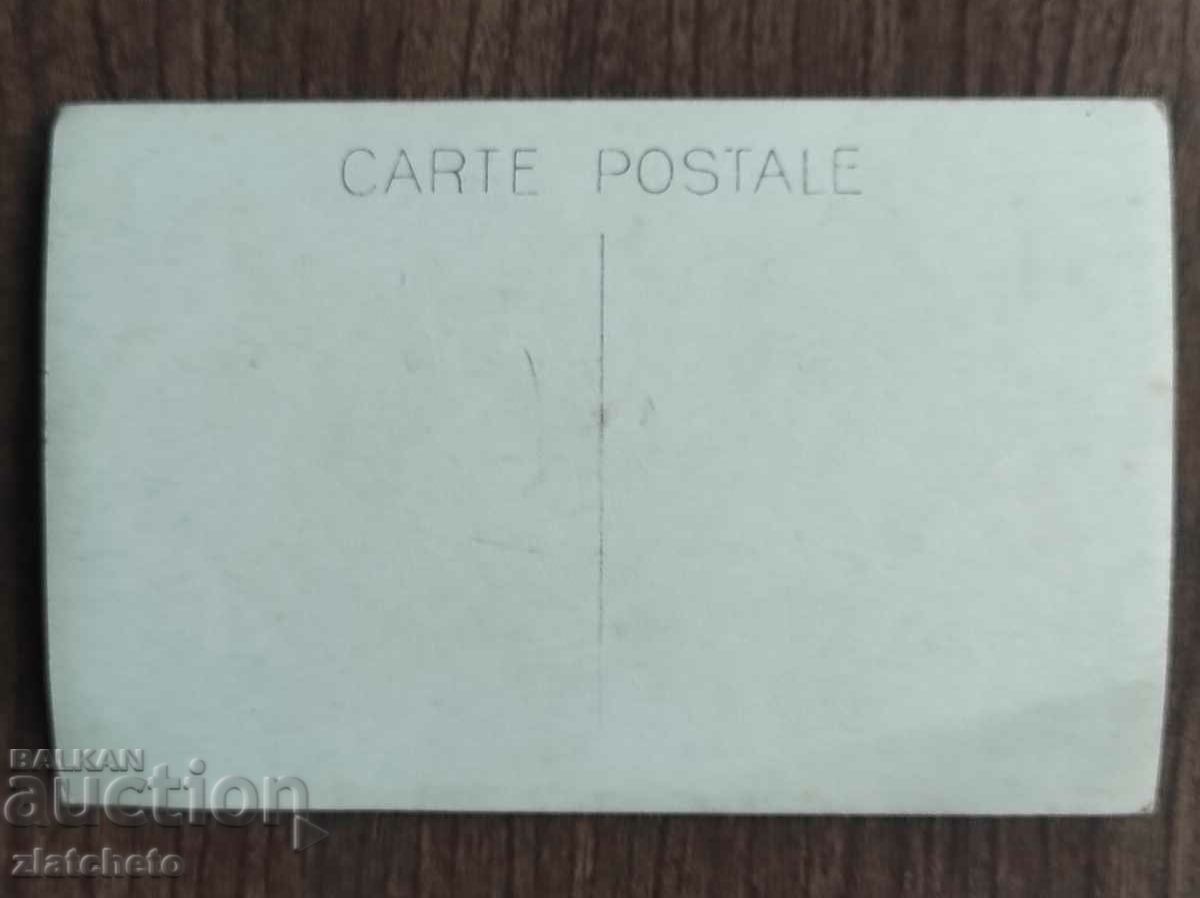 CARTE POSTALE
BALKAN
auction
zlatcheto